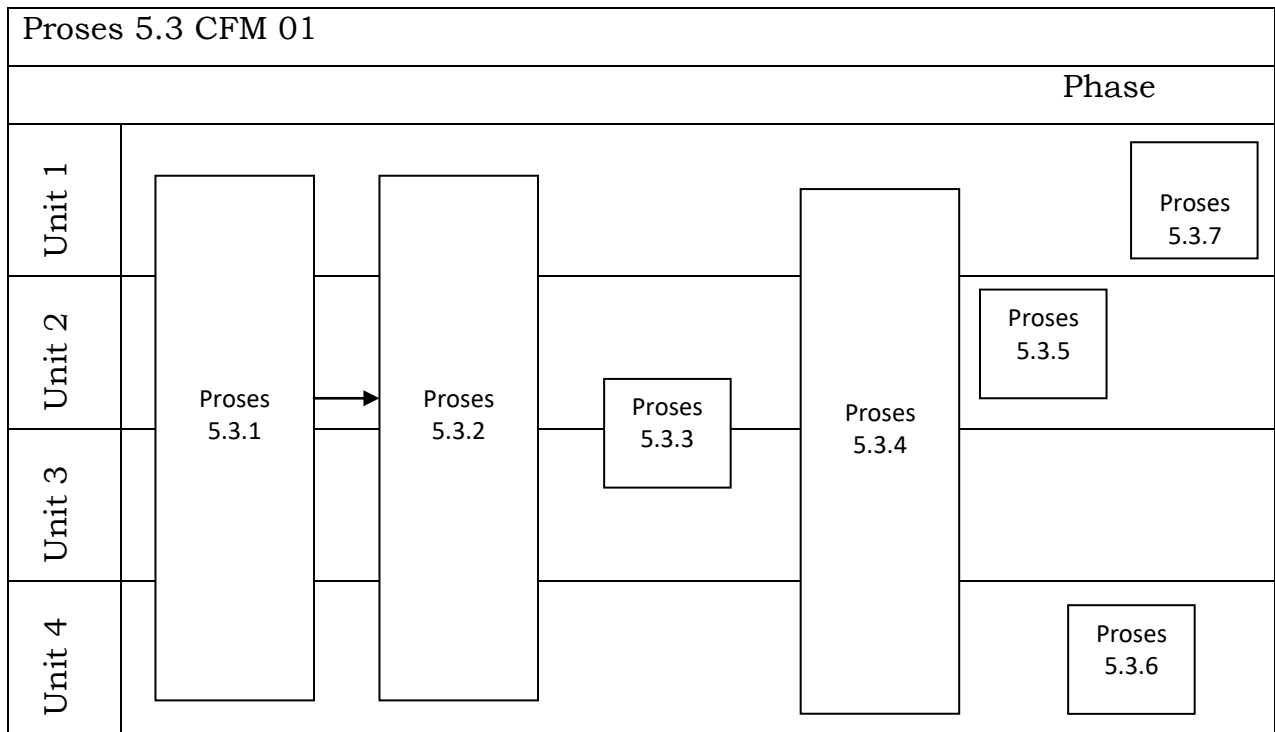 Proses 5.3 CFM 01
Phase
Unit 1
Proses
5.3.7
Unit 2
Proses
5.3.1
Proses
5.3.2
Proses
5.3.3
Proses
5.3.4
Proses
5.3.5
Unit 3
Unit 4
Proses
5.3.6